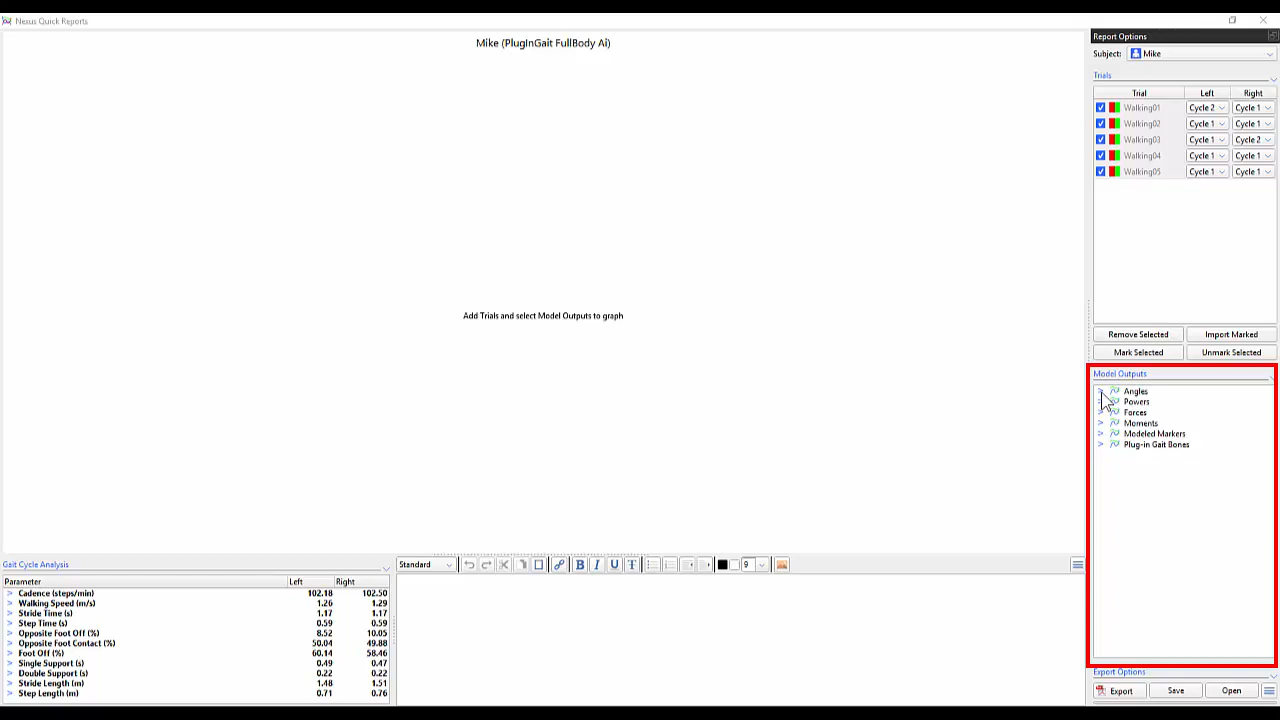 Nexus Quick Reports
Mike (PlugInGait FullBody Ai)
Add Trials and select Model Outputs to graph
Report Options
Subject: Mike
Trials
Trial Left Right
Walking01 Cycle 2 Cycle 1
Walking02 Cycle 1 Cycle 1
Walking03 Cycle 1 Cycle 2
Walking04 Cycle 1 Cycle 1
Walking05 Cycle 1 Cycle 1
Remove Selected Import Marked
Mark Selected Unmark Selected
Model Outputs
Angles
Powers
Forces
Moments
Modeled Markers
Plug-in Gait Bones
Export Options
Export Save Open
Gait Cycle Analysis
Parameter Left Right
Cadence (steps/min) 102.18 102.50
Walking Speed (m/s) 1.26 1.29
Stride Time (s) 1.17 1.17
Step Time (s) 0.59 0.59
Opposite Foot Off (%) 8.52 10.05
Opposite Foot Contact (%) 50.04 49.88
Foot Off (%) 60.14 58.46
Single Support (s) 0.49 0.47
Double Support (s) 0.22 0.22
Stride Length (m) 1.48 1.51
Step Length (m) 0.71 0.76
Standard B I U T 9